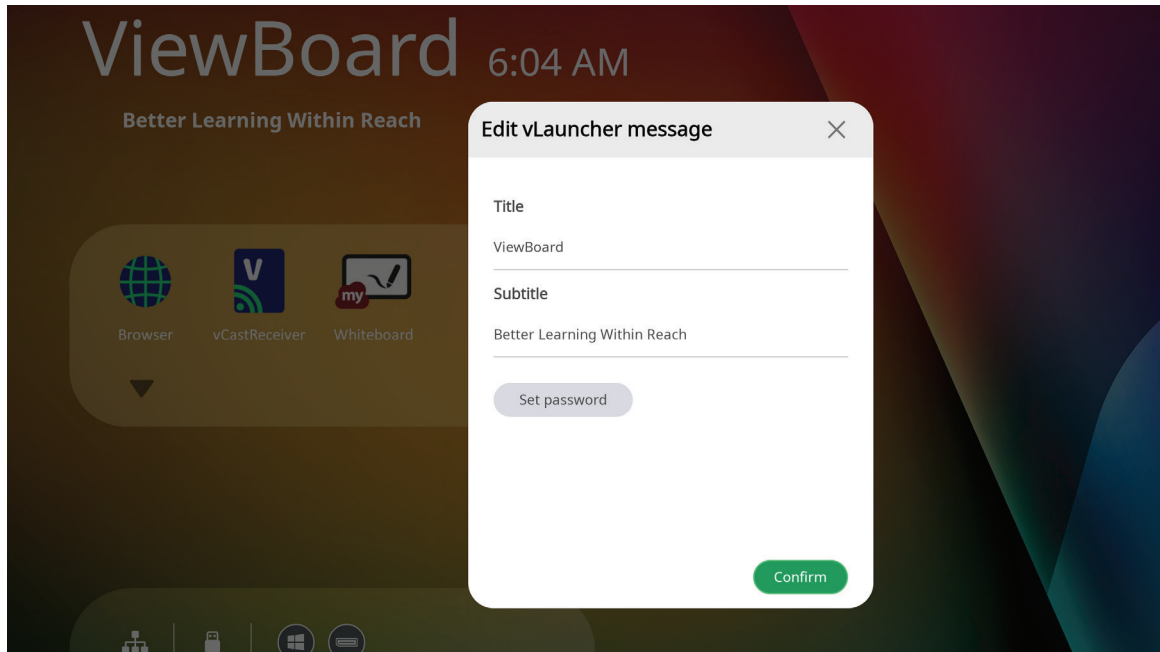 ViewBoard 6:04 AM
Better Learning Within Reach
Edit vLauncher message
Title
ViewBoard
Subtitle
Better Learning Within Reach
Set password
Confirm
V
my
Browser vCastReceiver Whiteboard